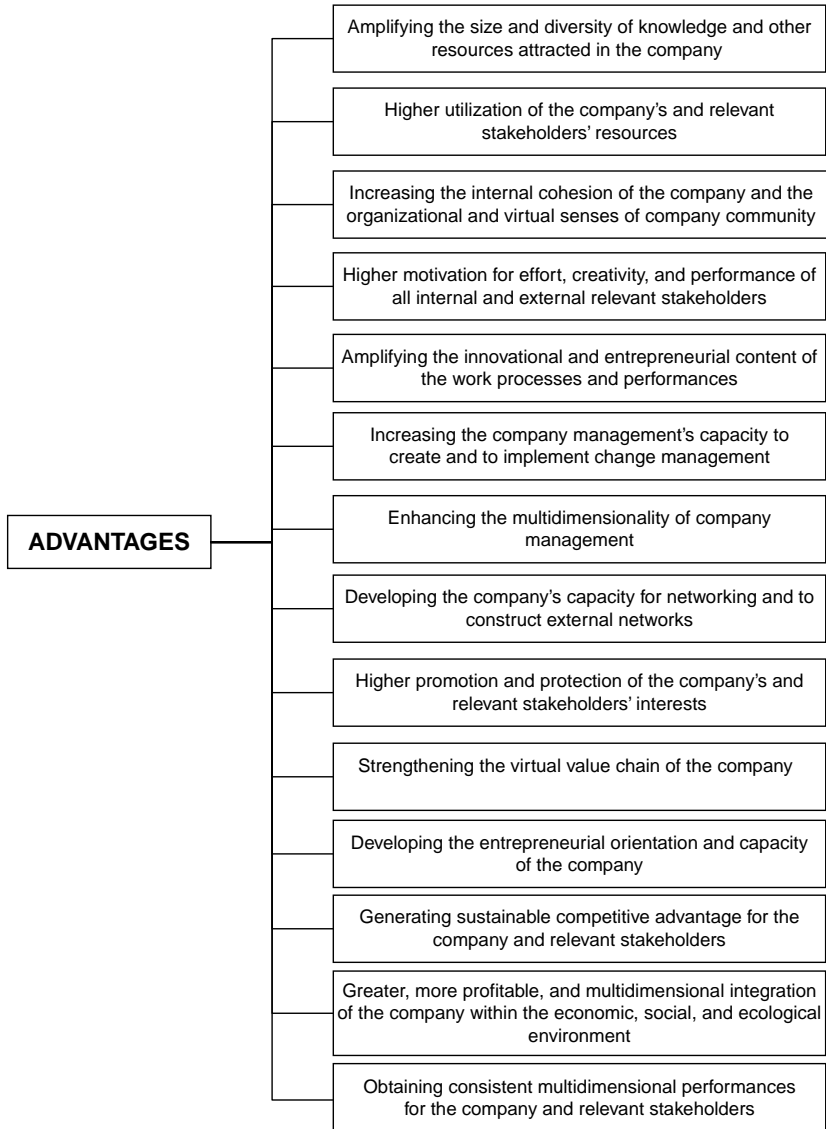 Amplifying the size and diversity of knowledge and other
resources attracted in the company
Higher utilization of the company’s and relevant
stakeholders’ resources
Increasing the internal cohesion of the company and the
organizational and virtual senses of company community
Higher motivation for effort, creativity, and performance of
all internal and external relevant stakeholders
Amplifying the innovational and entrepreneurial content of
the work processes and performances
Increasing the company management’s capacity to
create and to implement change management
ADVANTAGES
Enhancing the multidimensionality of company
management
Developing the company’s capacity for networking and to
construct external networks
Higher promotion and protection of the company’s and
relevant stakeholders’ interests
Strengthening the virtual value chain of the company
Developing the entrepreneurial orientation and capacity
of the company
Generating sustainable competitive advantage for the
company and relevant stakeholders
Greater, more profitable, and multidimensional integration
of the company within the economic, social, and ecological
environment
Obtaining consistent multidimensional performances
for the company and relevant stakeholders